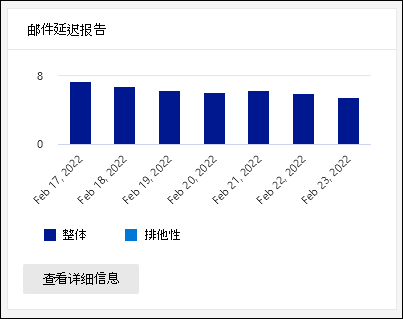 邮件延迟报告
8
0
Feb 17, 2022
Feb 18, 2022
Feb 19, 2022
Feb 20, 2022
Feb 21, 2022
Feb 22, 2022
Feb 23, 2022
整体
排他性
查看详细信息